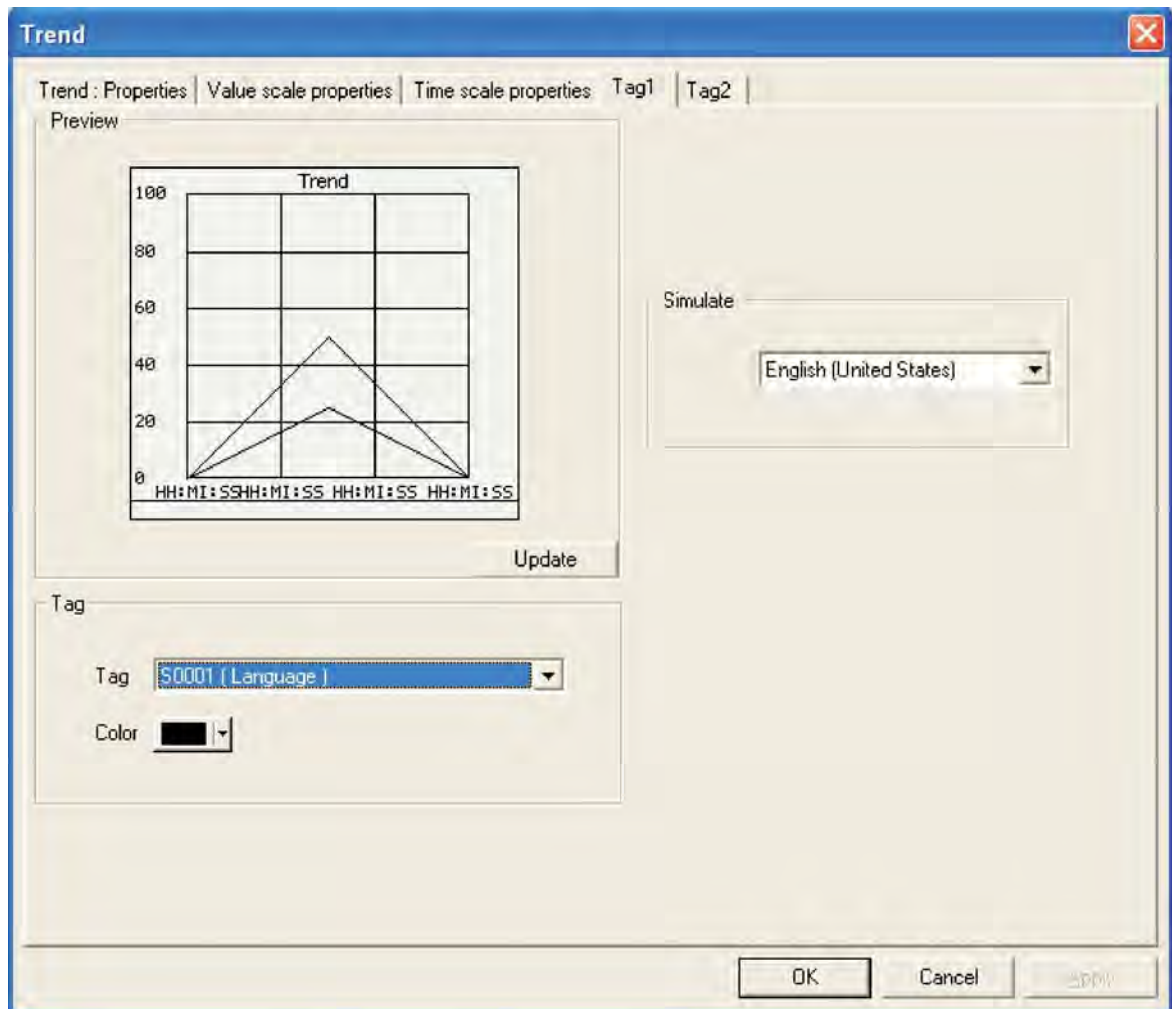 Trend
Trend : Properties Value scale properties Time scale properties Tag1 Tag2
Preview
Trend
100
80
60
40
20
0
HH:MI:SSHH:MI:SS HH:MI:SS HH:MI:SS
Update
Simulate
English (United States)
Tag
Tag S0001 ( Language )
Color
OK Cancel Apply